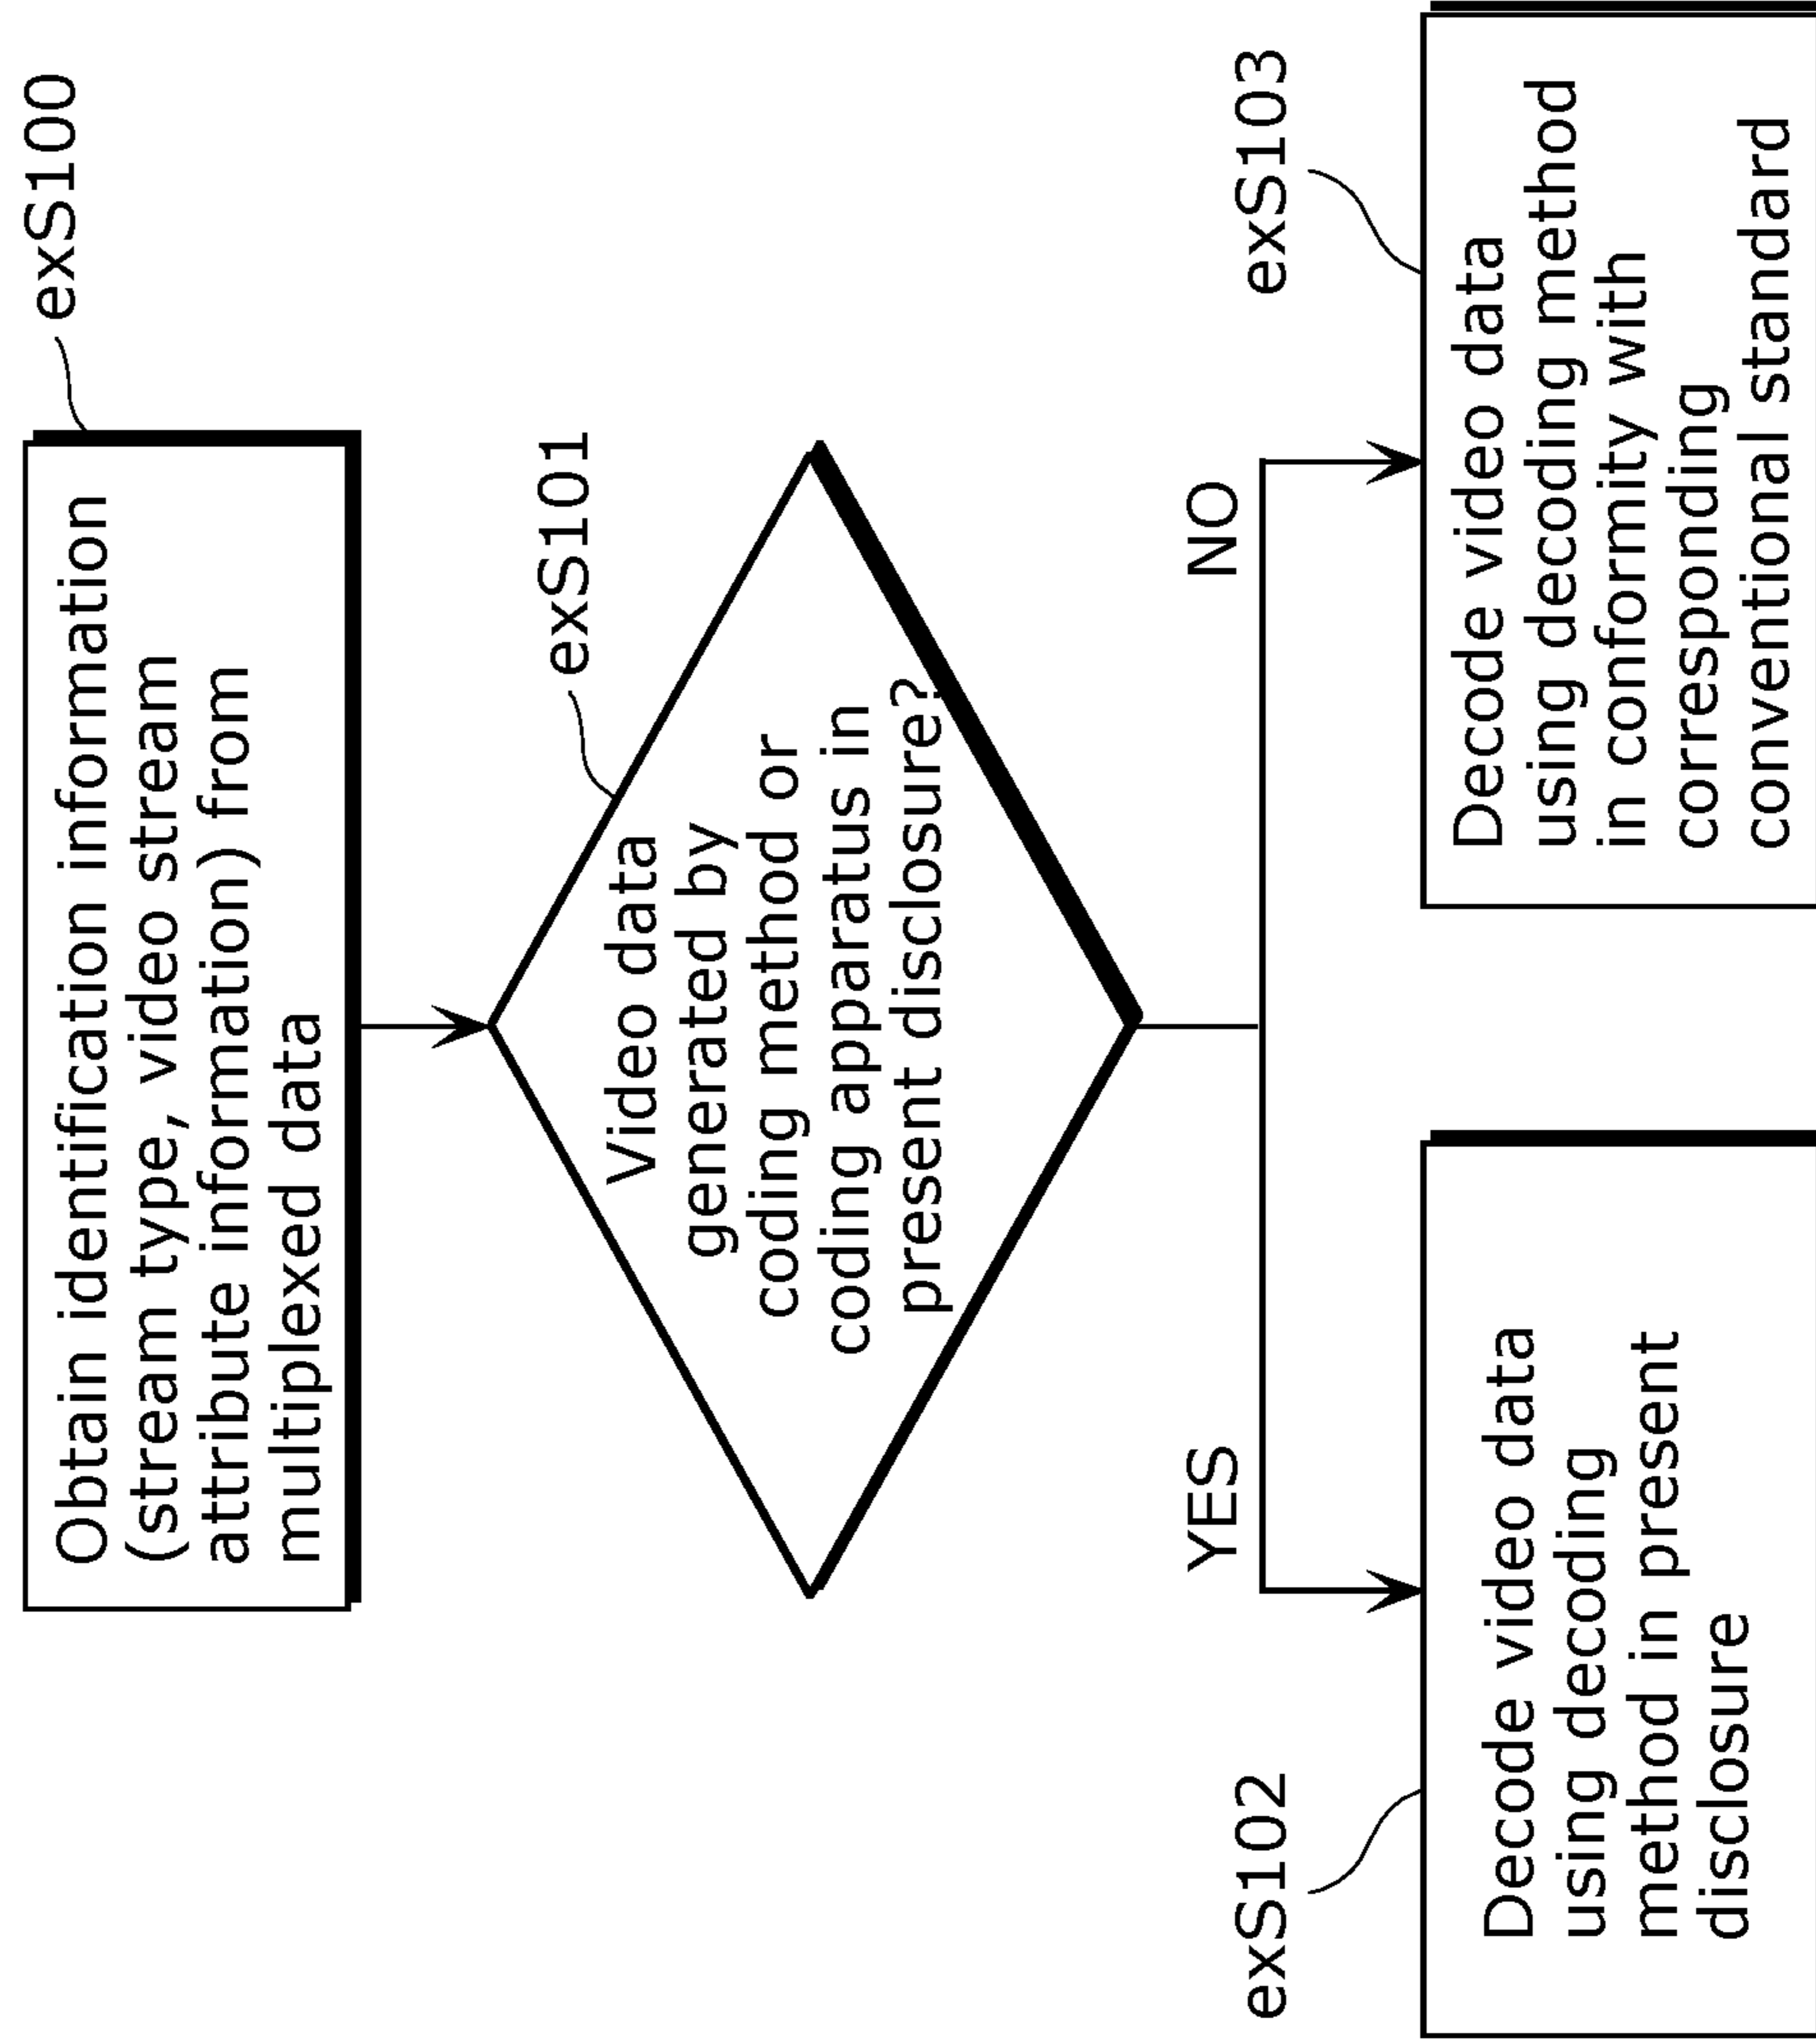 exS100
Obtain identification information
(stream type, video stream
attribute information) from
multiplexed data
exS101
Video data
generated by
coding method or
coding apparatus in
present disclosure?
YES
NO
exS102
Decode video data
using decoding
method in present
disclosure
exS103
Decode video data
using decoding method
in conformity with
corresponding
conventional standard